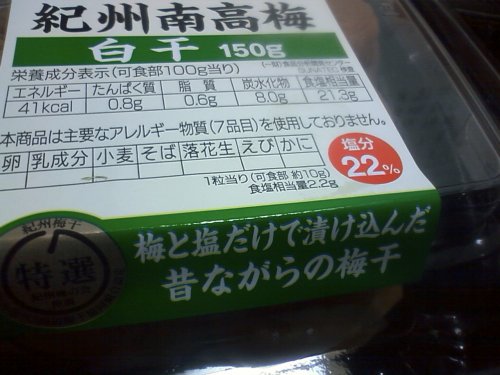 紀州南高梅
白干 150g
栄養成分表示(可食部100g当り)
エネルギー たんぱく質 脂質 炭水化物 食塩相当量
41kcal 0.8g 0.6g 8.0g 21.3g
本商品は主要なアレルギー物質(7品目)を使用しておりません。
卵 乳成分 小麦 そば 落花生 えび かに
塩分
22%
1粒当り(可食部 約10g)
食塩相当量2.2g
紀州梅干
特選
梅と塩だけで漬け込んだ
昔ながらの梅干